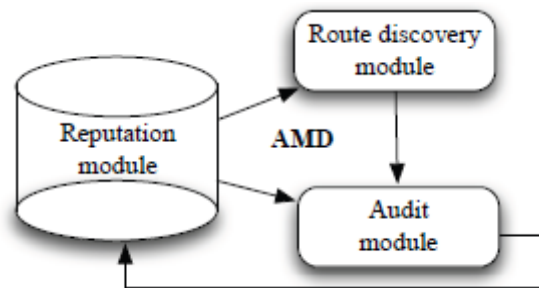 Route discovery
module
Reputation
module
AMD
Audit
module